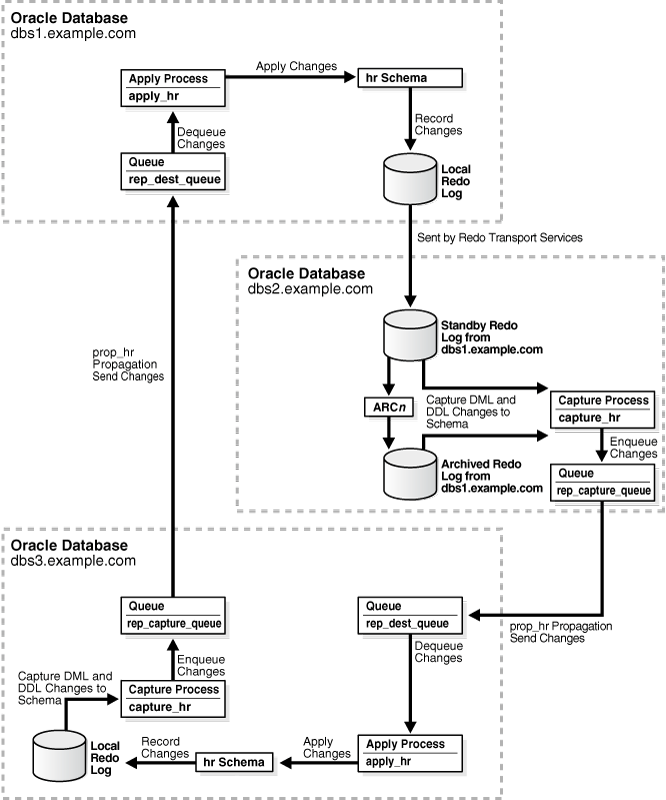 Oracle Database
dbs1.example.com
Apply Process
apply_hr
Apply Changes
hr Schema
Record
Changes
Dequeue
Changes
Queue
rep_dest_queue
Local
Redo
Log
Sent by Redo Transport Services
Oracle Database
dbs2.example.com
Standby Redo
Log from
dbs1.example.com
prop_hr
Propagation
Send Changes
ARCn
Capture DML and
DDL Changes to
Schema
Capture Process
capture_hr
Enqueue
Changes
Archived Redo
Log from
dbs1.example.com
Queue
rep_capture_queue
Oracle Database
dbs3.example.com
Queue
rep_capture_queue
Queue
rep_dest_queue
prop_hr Propagation
Send Changes
Enqueue
Changes
Dequeue
Changes
Capture DML and
DDL Changes to
Schema
Capture Process
capture_hr
Local
Redo
Log
Record
Changes
hr Schema
Apply
Changes
Apply Process
apply_hr